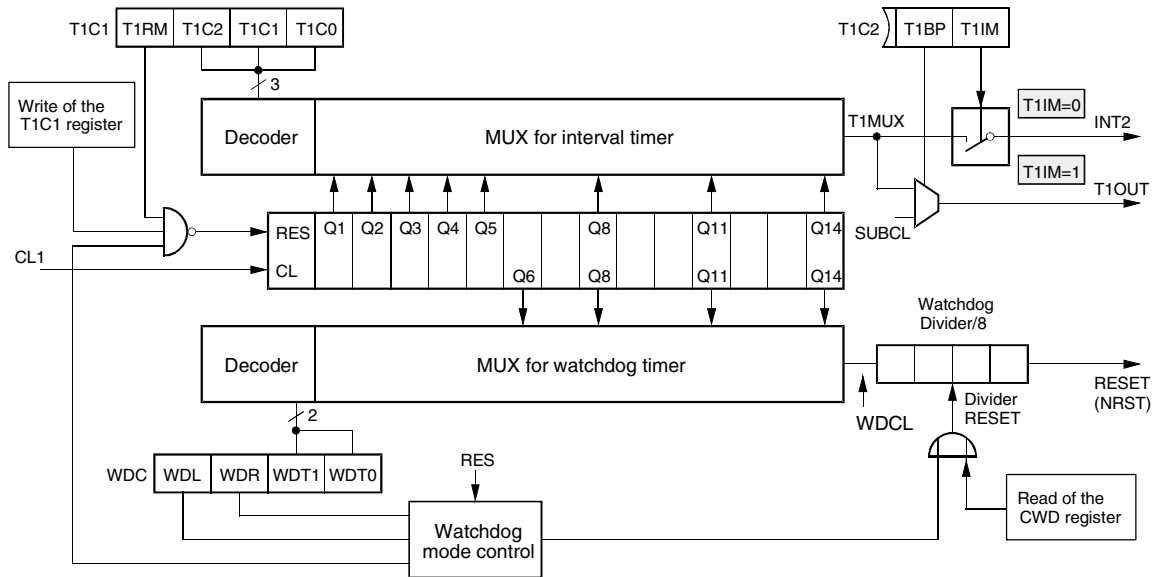 T1C1 T1RM T1C2 T1C1 T1C0
T1C2 T1BP T1IM
3
Write of the
T1C1 register
Decoder
MUX for interval timer
T1MUX
T1IM=0
INT2
T1IM=1
T1OUT
SUBCL
RES Q1 Q2 Q3 Q4 Q5 Q8 Q11 Q14
CL1
CL
Q6 Q8 Q11 Q14
Decoder
MUX for watchdog timer
Watchdog
Divider/8
RESET
(NRST)
Divider
RESET
WDCL
2
WDC WDL WDR WDT1 WDT0
RES
Watchdog
mode control
Read of the
CWD register